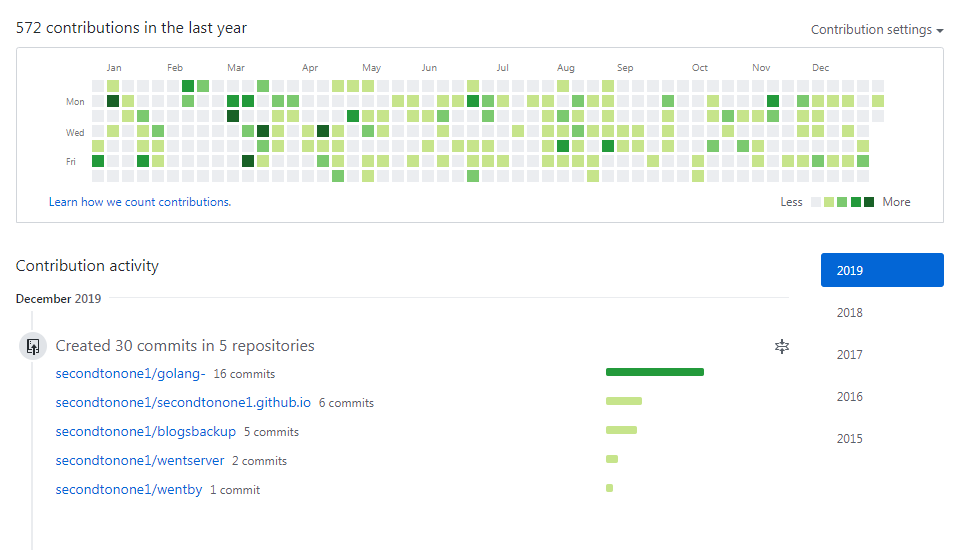 572 contributions in the last year
Contribution settings
Jan Feb Mar Apr May Jun Jul Aug Sep Oct Nov Dec
Mon
Wed
Fri
Learn how we count contributions.
Less More
Contribution activity
2019
December 2019
2018
Created 30 commits in 5 repositories
2017
secondtonone1/golang- 16 commits
2016
secondtonone1/secondtonone1.github.io 6 commits
secondtonone1/blogsbackup 5 commits
2015
secondtonone1/wentserver 2 commits
secondtonone1/wentby 1 commit